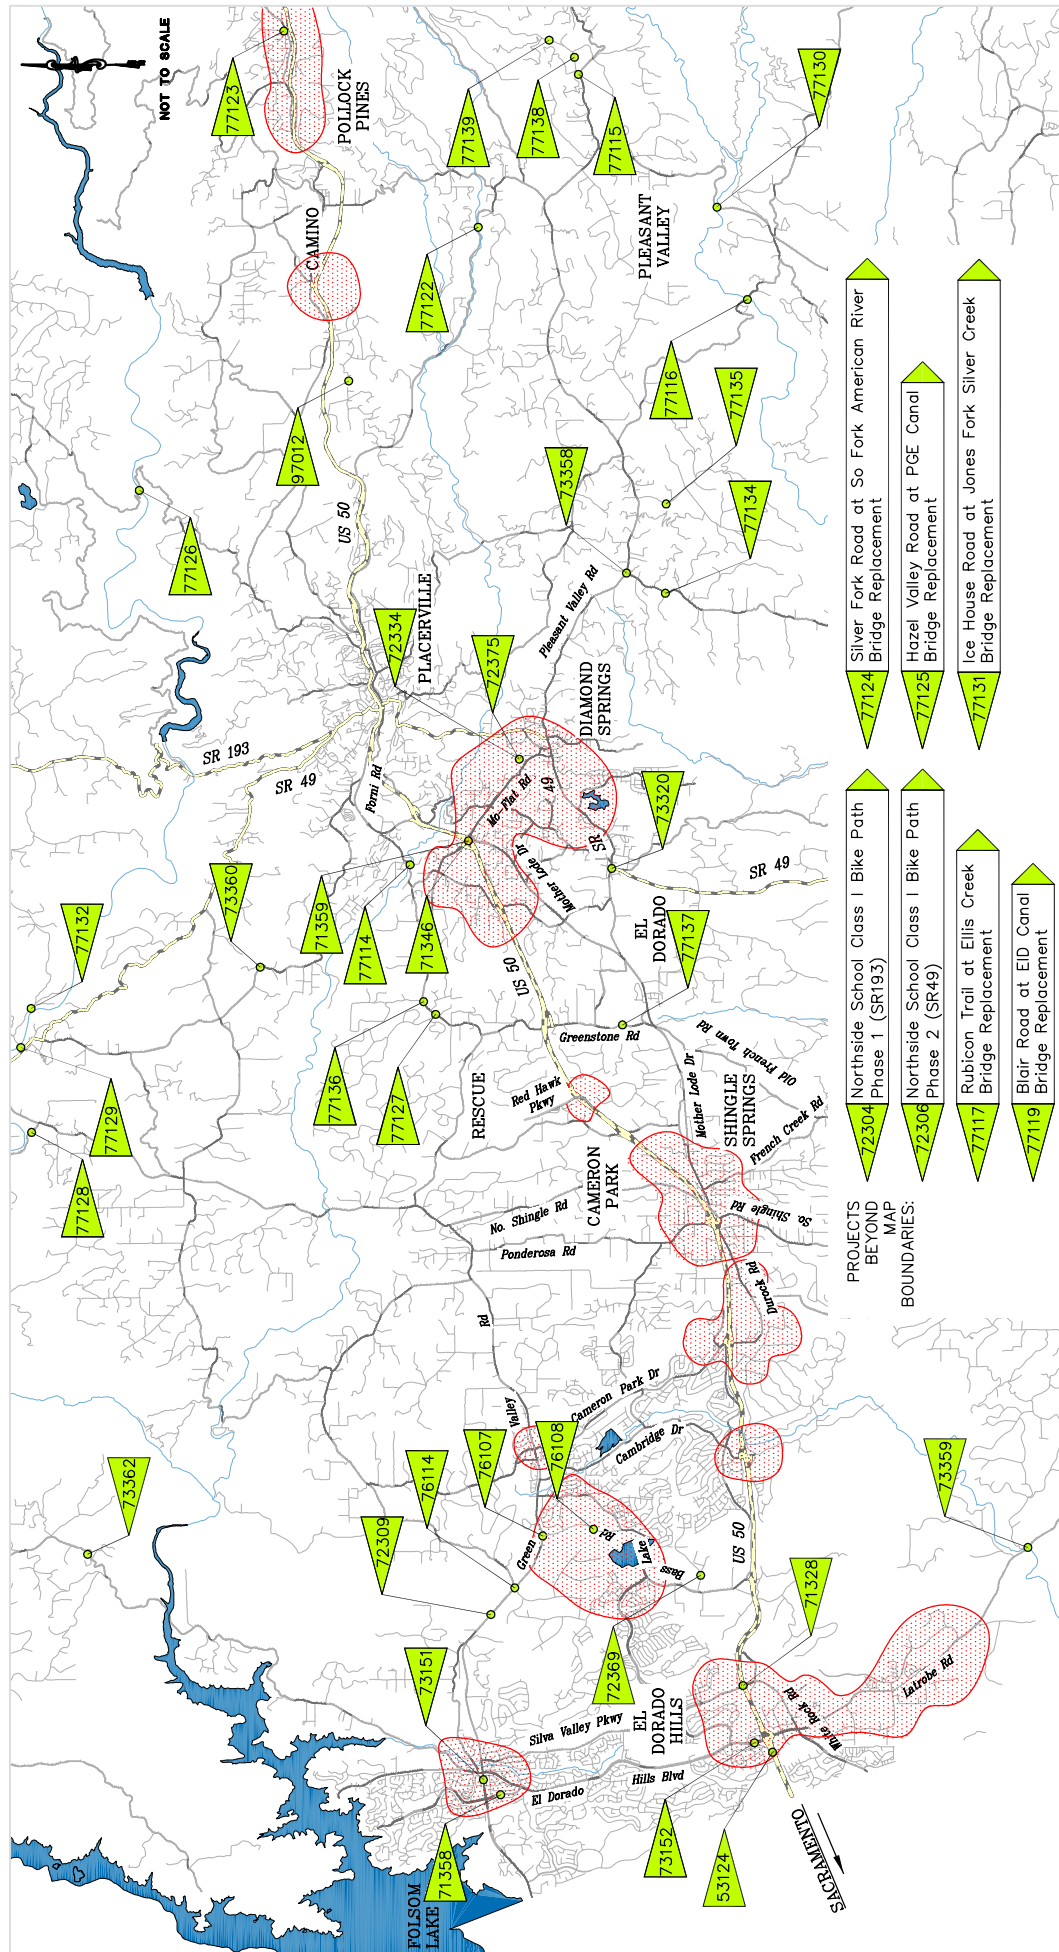 NOT TO SCALE
77123
POLLOCK
PINES
77139
77138
77115
77130
CAMINO
PLEASANT
VALLEY
77122
97012
77116
77135
77134
73358
77126
US 50
PLACERVILLE
72334
72375
Pleasant Valley Rd
DIAMOND
SPRINGS
SR 193
SR 49
Forni Rd
Mo-Flat Rd
SR
49
Mother Lode Dr
73320
SR 49
77132
73360
71359
77114
71346
EL
DORADO
77137
US 50
77129
77128
77136
77127
RESCUE
Greenstone Rd
Red Hawk
Pkwy
Mother Lode Dr
Old French Town Rd
SHINGLE
SPRINGS
French Creek Rd
CAMERON
PARK
No. Shingle Rd
Ponderosa Rd
So. Shingle Rd
Durock Rd
Green
Valley
Rd
Cameron Park Dr
Cambridge Dr
73362
72309
76114
76107
76108
Bass
Lake
Rd
US 50
73359
71328
73151
72369
Silva Valley Pkwy
EL
DORADO
HILLS
El Dorado
Hills Blvd
White Rock Rd
Latrobe Rd
71358
73152
53124
FOLSOM
LAKE
SACRAMENTO
PROJECTS
BEYOND
MAP
BOUNDARIES:
72304
Northside School Class I Bike Path
Phase 1 (SR193)
72306
Northside School Class I Bike Path
Phase 2 (SR49)
77117
Rubicon Trail at Ellis Creek
Bridge Replacement
77119
Blair Road at EID Canal
Bridge Replacement
77124
Silver Fork Road at So Fork American River
Bridge Replacement
77125
Hazel Valley Road at PGE Canal
Bridge Replacement
77131
Ice House Road at Jones Fork Silver Creek
Bridge Replacement